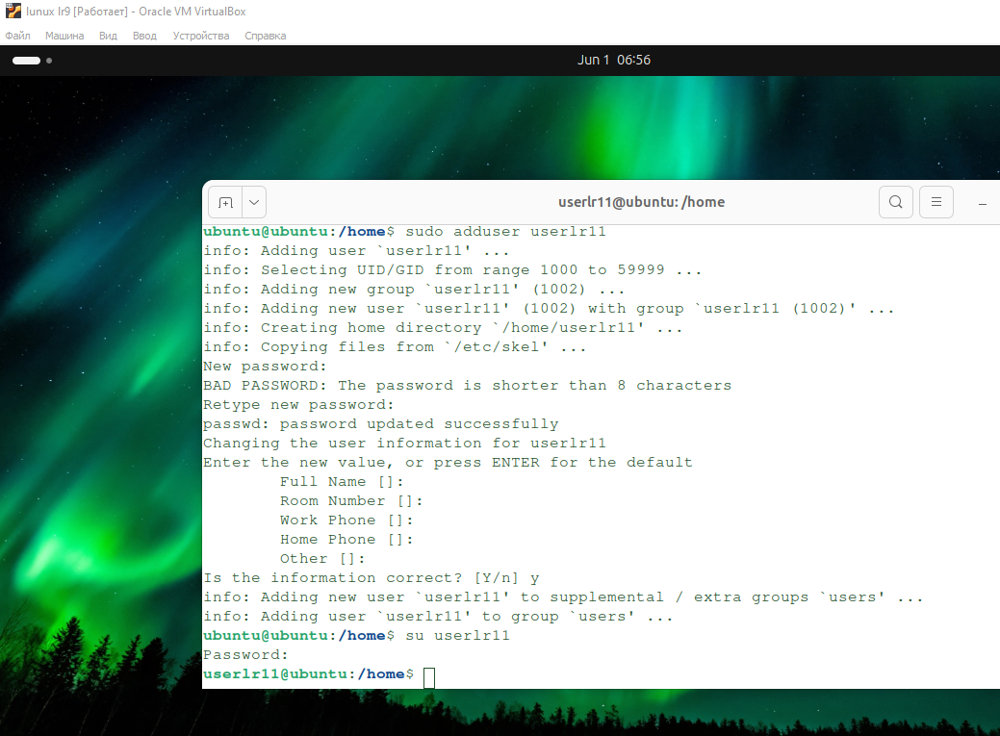 lunux lr9 [Работает] - Oracle VM VirtualBox
Файл Машина Вид Ввод Устройства Справка
Jun 1 06:56
userlr11@ubuntu: /home
ubuntu@ubuntu:/home$ sudo adduser userlr11
info: Adding user `userlr11' ...
info: Selecting UID/GID from range 1000 to 59999 ...
info: Adding new group `userlr11' (1002) ...
info: Adding new user `userlr11' (1002) with group `userlr11 (1002)' ...
info: Creating home directory `/home/userlr11' ...
info: Copying files from `/etc/skel' ...
New password:
BAD PASSWORD: The password is shorter than 8 characters
Retype new password:
passwd: password updated successfully
Changing the user information for userlr11
Enter the new value, or press ENTER for the default
Full Name []:
Room Number []:
Work Phone []:
Home Phone []:
Other []:
Is the information correct? [Y/n] y
info: Adding new user `userlr11' to supplemental / extra groups `users' ...
info: Adding user `userlr11' to group `users' ...
ubuntu@ubuntu:/home$ su userlr11
Password:
userlr11@ubuntu:/home$